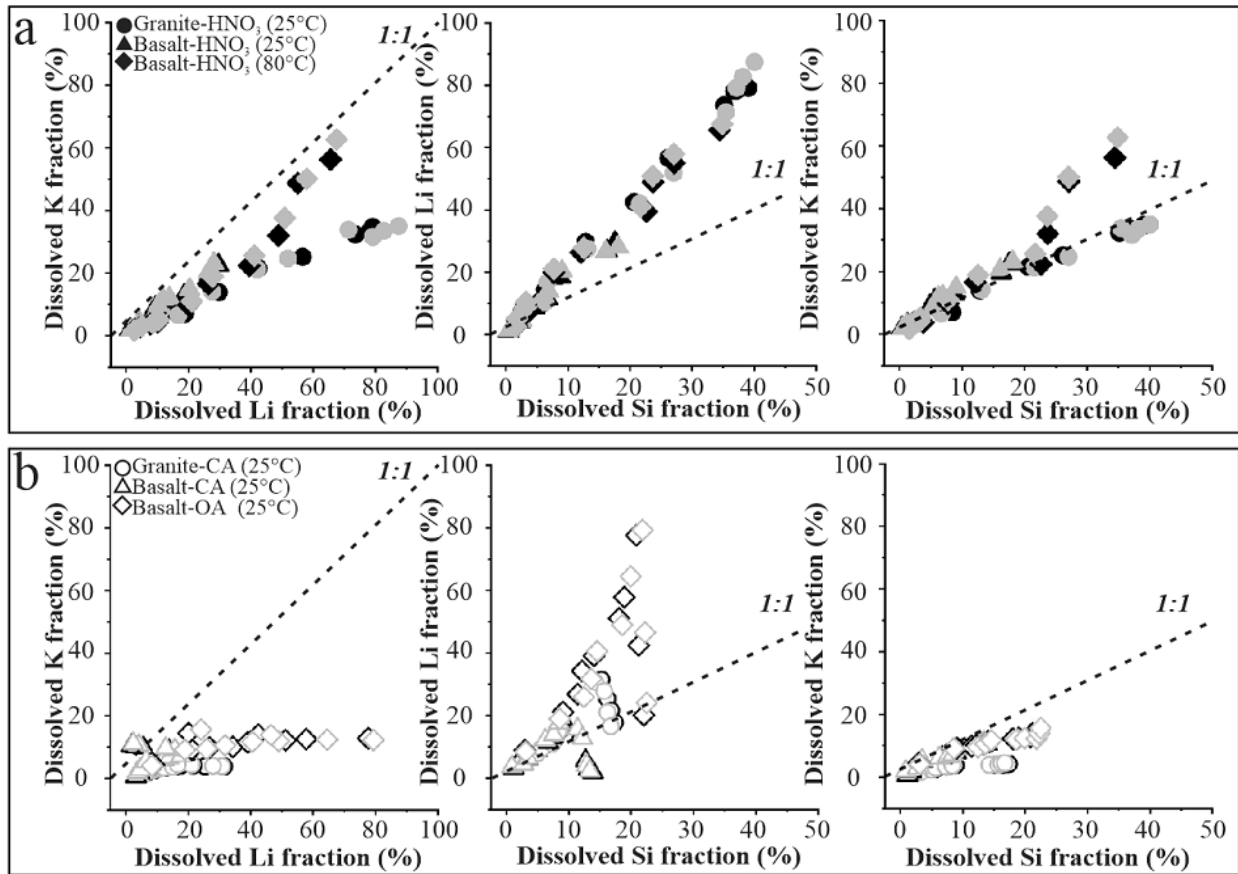 a
Granite-HNO₃ (25°C)
Basalt-HNO₃ (25°C)
Basalt-HNO₃ (80°C)
1:1
Dissolved K fraction (%)
100
80
60
40
20
0
0 20 40 60 80 100
Dissolved Li fraction (%)
1:1
Dissolved Li fraction (%)
100
80
60
40
20
0
0 10 20 30 40 50
Dissolved Si fraction (%)
1:1
Dissolved K fraction (%)
100
80
60
40
20
0
0 10 20 30 40 50
Dissolved Si fraction (%)
b
Granite-CA (25°C)
Basalt-CA (25°C)
Basalt-OA (25°C)
1:1
Dissolved K fraction (%)
100
80
60
40
20
0
0 20 40 60 80 100
Dissolved Li fraction (%)
1:1
Dissolved Li fraction (%)
100
80
60
40
20
0
0 10 20 30 40 50
Dissolved Si fraction (%)
1:1
Dissolved K fraction (%)
100
80
60
40
20
0
0 10 20 30 40 50
Dissolved Si fraction (%)